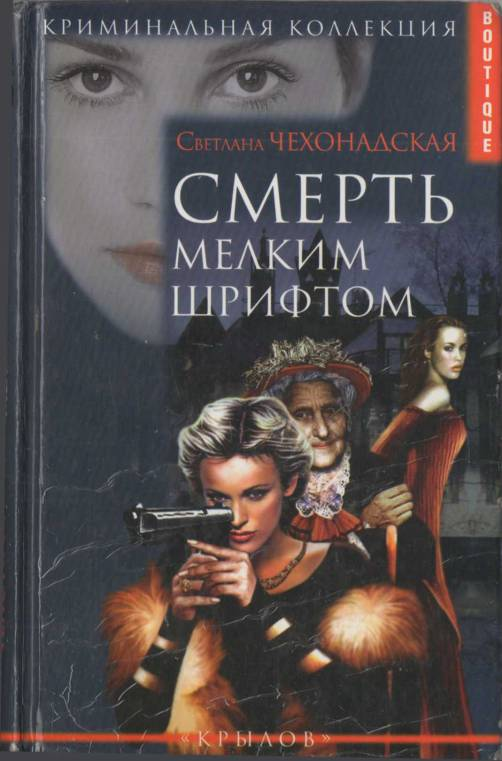 КРИМИНАЛЬНАЯ КОЛЛЕКЦИЯ
BOUTIQUE
СВЕТЛАНА ЧЕХОНАДСКАЯ
СМЕРТЬ
МЕЛКИМ
ШРИФТОМ
«КРЫЛОВ»